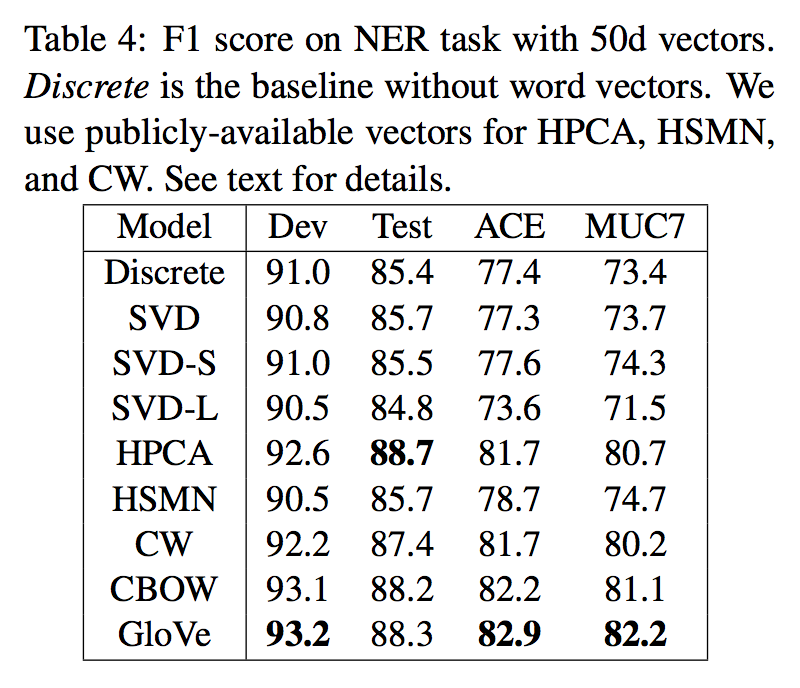 Table 4: F1 score on NER task with 50d vectors.
Discrete is the baseline without word vectors. We
use publicly-available vectors for HPCA, HSMN,
and CW. See text for details.
Model Dev Test ACE MUC7
Discrete 91.0 85.4 77.4 73.4
SVD 90.8 85.7 77.3 73.7
SVD-S 91.0 85.5 77.6 74.3
SVD-L 90.5 84.8 73.6 71.5
HPCA 92.6 88.7 81.7 80.7
HSMN 90.5 85.7 78.7 74.7
CW 92.2 87.4 81.7 80.2
CBOW 93.1 88.2 82.2 81.1
GloVe 93.2 88.3 82.9 82.2